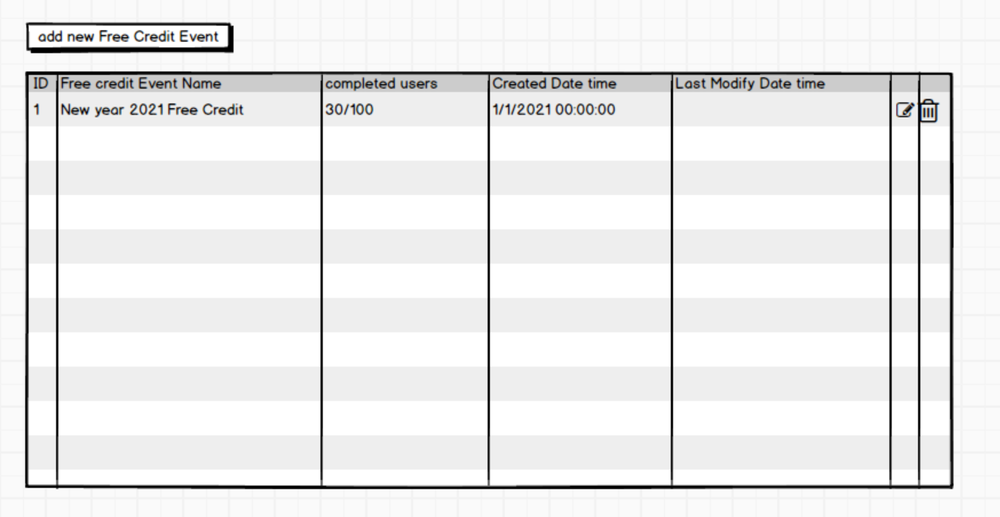 add new Free Credit Event
ID Free credit Event Name completed users Created Date time Last Modify Date time
1 New year 2021 Free Credit 30/100 1/1/2021 00:00:00